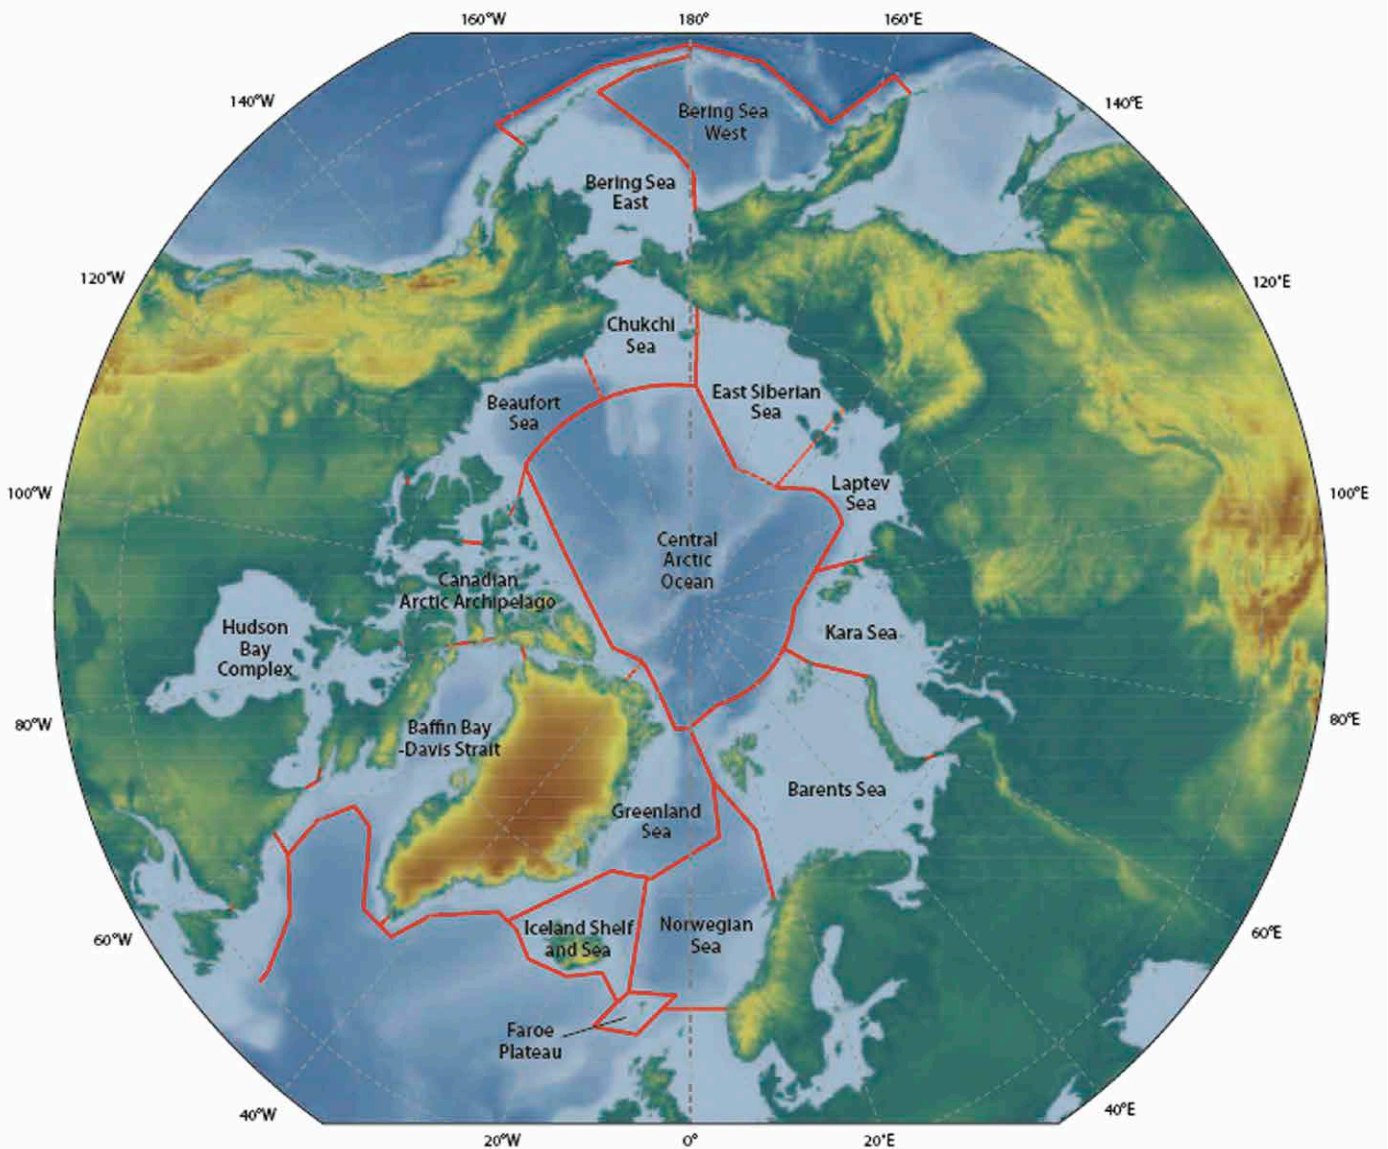 160°W
180°
160°E
140°W
140°E
Bering Sea
West
Bering Sea
East
120°W
120°E
Chukchi
Sea
East Siberian
Sea
Beaufort
Sea
100°W
100°E
Laptev
Sea
Central
Arctic
Ocean
Canadian
Arctic Archipelago
Hudson
Bay
Complex
Kara Sea
80°W
80°E
Baffin Bay
-Davis Strait
Barents Sea
Greenland
Sea
60°W
60°E
Iceland Shelf
and Sea
Norwegian
Sea
Faroe
Plateau
40°W
40°E
20°W
0°
20°E